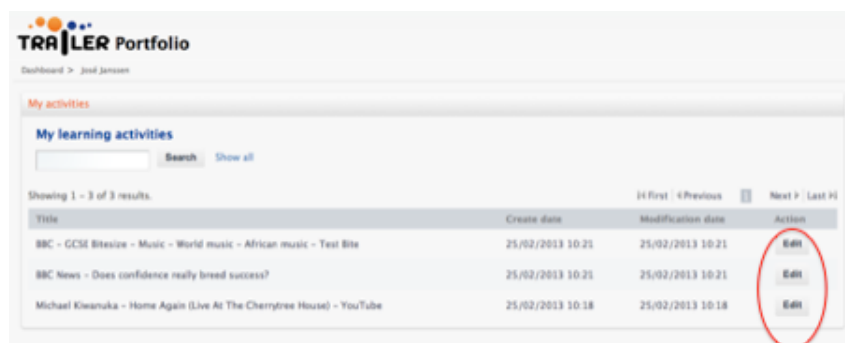 TRAILER Portfolio
Dashboard > José Janssen
My activities
My learning activities
Search Show all
Showing 1 - 3 of 3 results.
First Previous Next Last
Title Create date Modification date Action
BBC - GCSE Bitesize - Music - World music - African music - Test Bite 25/02/2013 10:21 25/02/2013 10:21 Edit
BBC News - Does confidence really breed success? 25/02/2013 10:21 25/02/2013 10:21 Edit
Michael Kiwanuka - Home Again (Live At The Cherrytree House) - YouTube 25/02/2013 10:18 25/02/2013 10:18 Edit